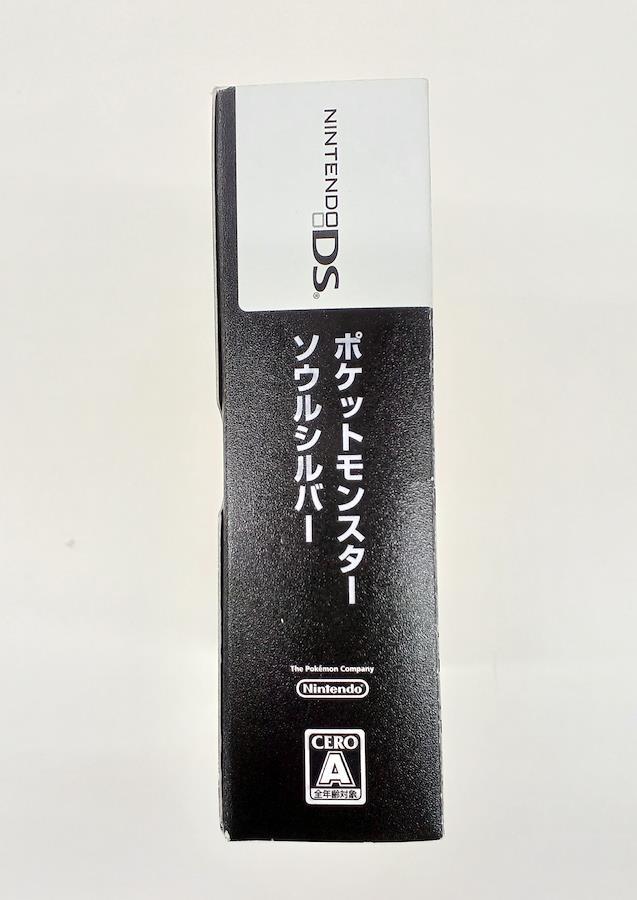 NINTENDO DS®
ポケットモンスター
ソウルシルバー
The Pokémon Company
Nintendo
CERO
A
全年齢対象